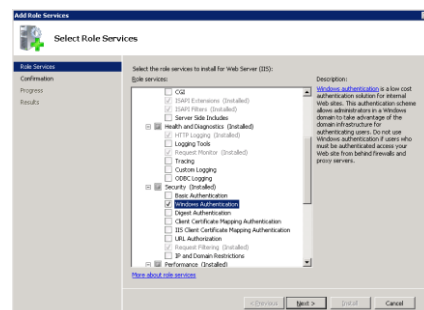 Add Role Services
Select Role Services
Role Services
Confirmation
Progress
Results
Select the role services to install for Web Server (IIS):
Role services:
CGI
ISAPI Extensions (Installed)
ISAPI Filters (Installed)
Server Side Includes
Health and Diagnostics (Installed)
HTTP Logging (Installed)
Logging Tools
Request Monitor (Installed)
Tracing
Custom Logging
ODBC Logging
Security (Installed)
Basic Authentication
Windows Authentication
Digest Authentication
Client Certificate Mapping Authentication
IIS Client Certificate Mapping Authentication
URL Authorization
Request Filtering (Installed)
IP and Domain Restrictions
Performance (Installed)
More about role services
Description:
Windows authentication is a low cost
authentication solution for internal
Web sites. This authentication scheme
allows administrators in a Windows
domain to take advantage of the
domain infrastructure for
authenticating users. Do not use
Windows authentication if users who
must be authenticated access your
Web site from behind firewalls and
proxy servers.
< Previous
Next >
Install
Cancel